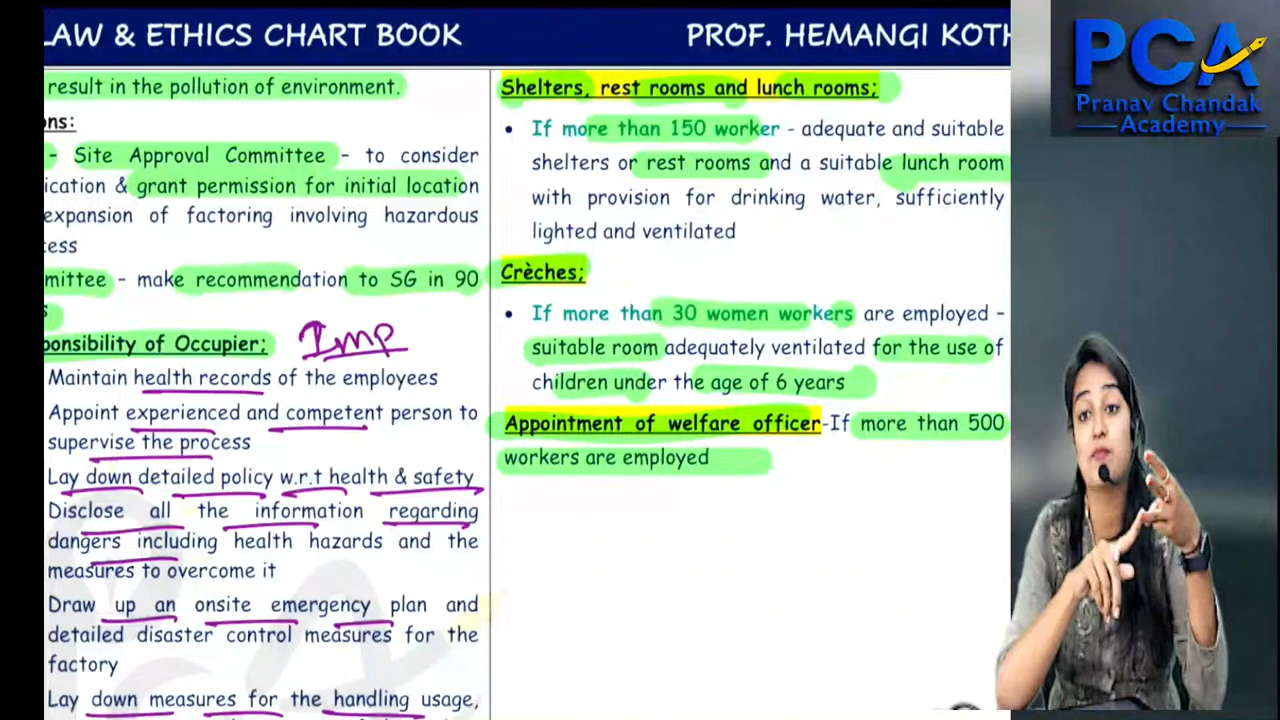 LAW & ETHICS CHART BOOK
PROF. HEMANGI KOTH
result in the pollution of environment.
ons:
- Site Approval Committee - to consider
ication & grant permission for initial location
expansion of factoring involving hazardous
cess
mittee - make recommendation to SG in 90
s
ponsibility of Occupier;
Imp
Maintain health records of the employees
Appoint experienced and competent person to
supervise the process
Lay down detailed policy w.r.t health & safety
Disclose all the information regarding
dangers including health hazards and the
measures to overcome it
Draw up an onsite emergency plan and
detailed disaster control measures for the
factory
Lay down measures for the handling usage,
Shelters, rest rooms and lunch rooms;
• If more than 150 worker - adequate and suitable
shelters or rest rooms and a suitable lunch room
with provision for drinking water, sufficiently
lighted and ventilated
Crèches;
• If more than 30 women workers are employed -
suitable room adequately ventilated for the use of
children under the age of 6 years
Appointment of welfare officer-If more than 500
workers are employed
PCA
Pranav Chandak
Academy